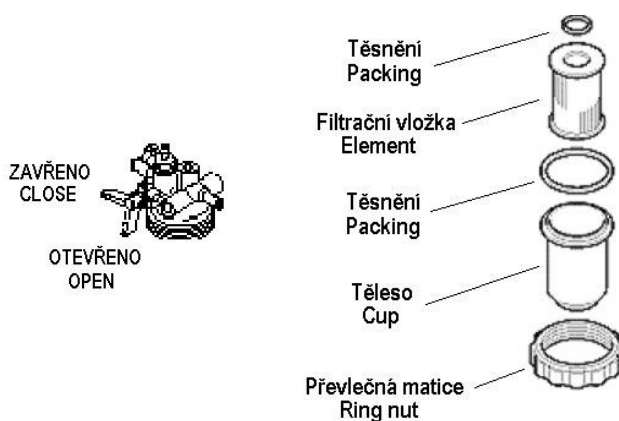 ZAVŘENO
CLOSE
OTEVŘENO
OPEN
Těsnění
Packing
Filtrační vložka
Element
Těsnění
Packing
Těleso
Cup
Převlečná matice
Ring nut